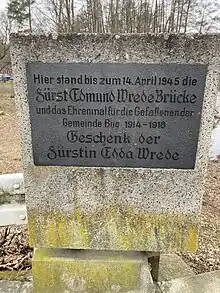 Hier stand bis zum 14. April 1945 die
Fürst Edmund Wrede Brücke
und das Ehrenmal für die Gefallenen der
Gemeinde Bug 1914-1918
Geschenk der
Fürstin Edda Wrede